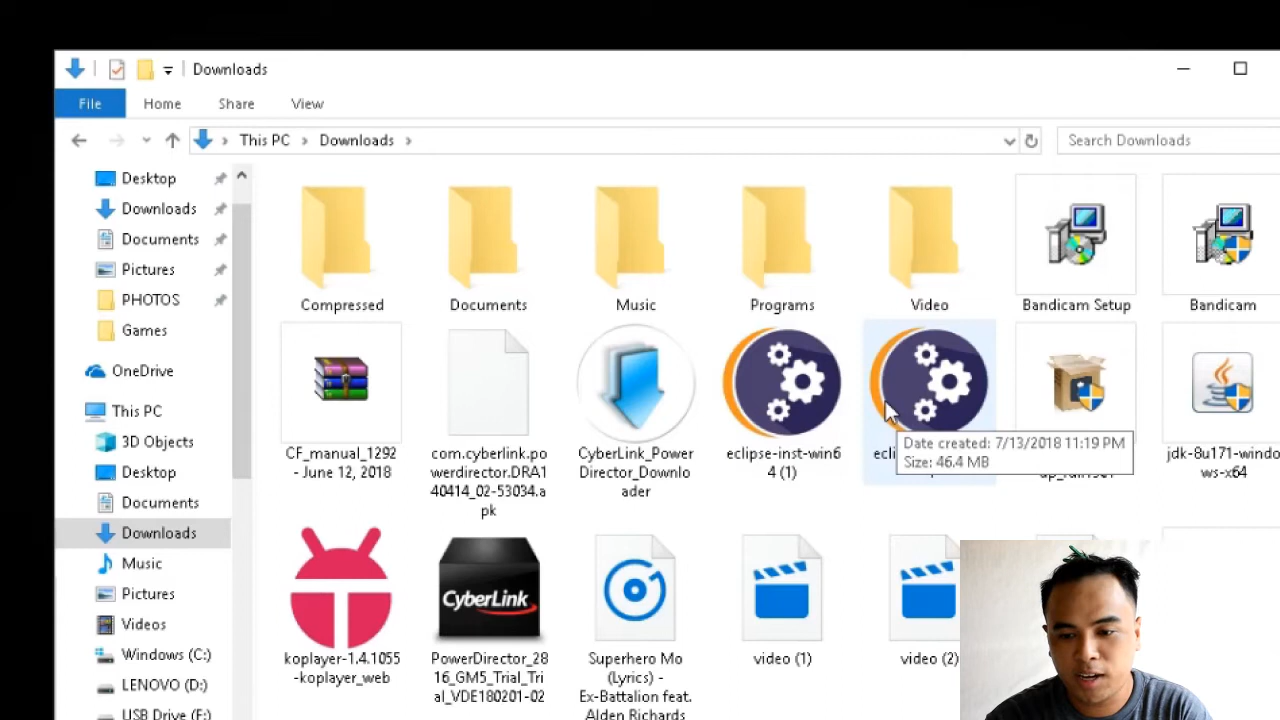 Downloads
File Home Share View
This PC Downloads Search Downloads
Desktop
Downloads
Documents
Pictures
PHOTOS
Games
OneDrive
This PC
3D Objects
Desktop
Documents
Downloads
Music
Pictures
Videos
Windows (C:)
LENOVO (D:)
USB Drive (F:)
Compressed
Documents
Music
Programs
Video
Bandicam Setup
Bandicam
CF_manual_1292
- June 12, 2018
com.cyberlink.po
werdirector.DRA1
40414_02-53034.a
pk
CyberLink_Power
Director_Downlo
ader
eclipse-inst-win6
4 (1)
Date created: 7/13/2018 11:19 PM
Size: 46.4 MB
jdk-8u171-windo
ws-x64
koplayer-1.4.1055
-koplayer_web
CyberLink
PowerDirector_28
16_GM5_Trial_Tri
al_VDE180201-02
Superhero Mo
(Lyrics) -
Ex-Battalion feat.
Alden Richards
video (1)
video (2)